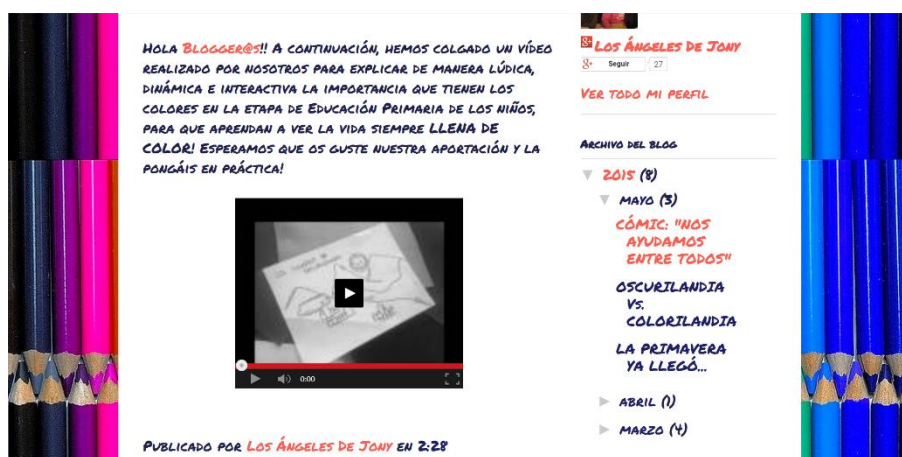 HOLA BLOGGER@S!! A CONTINUACIÓN, HEMOS COLGADO UN VÍDEO
REALIZADO POR NOSOTROS PARA EXPLICAR DE MANERA LÚDICA,
DINÁMICA E INTERACTIVA LA IMPORTANCIA QUE TIENEN LOS
COLORES EN LA ETAPA DE EDUCACIÓN PRIMARIA DE LOS NIÑOS,
PARA QUE APRENDAN A VER LA VIDA SIEMPRE LLENA DE
COLOR! ESPERAMOS QUE OS GUSTE NUESTRA APORTACIÓN Y LA
PONGÁIS EN PRÁCTICA!
0:00
PUBLICADO POR LOS ÁNGELES DE JONY EN 2:28
LOS ÁNGELES DE JONY
Seguir 27
VER TODO MI PERFIL
ARCHIVO DEL BLOG
▼ 2015 (8)
▼ MAYO (3)
CÓMIC: "NOS
AYUDAMOS
ENTRE TODOS"
OSCURILANDIA
VS.
COLORILANDIA
LA PRIMAVERA
YA LLEGÓ...
► ABRIL (1)
► MARZO (4)